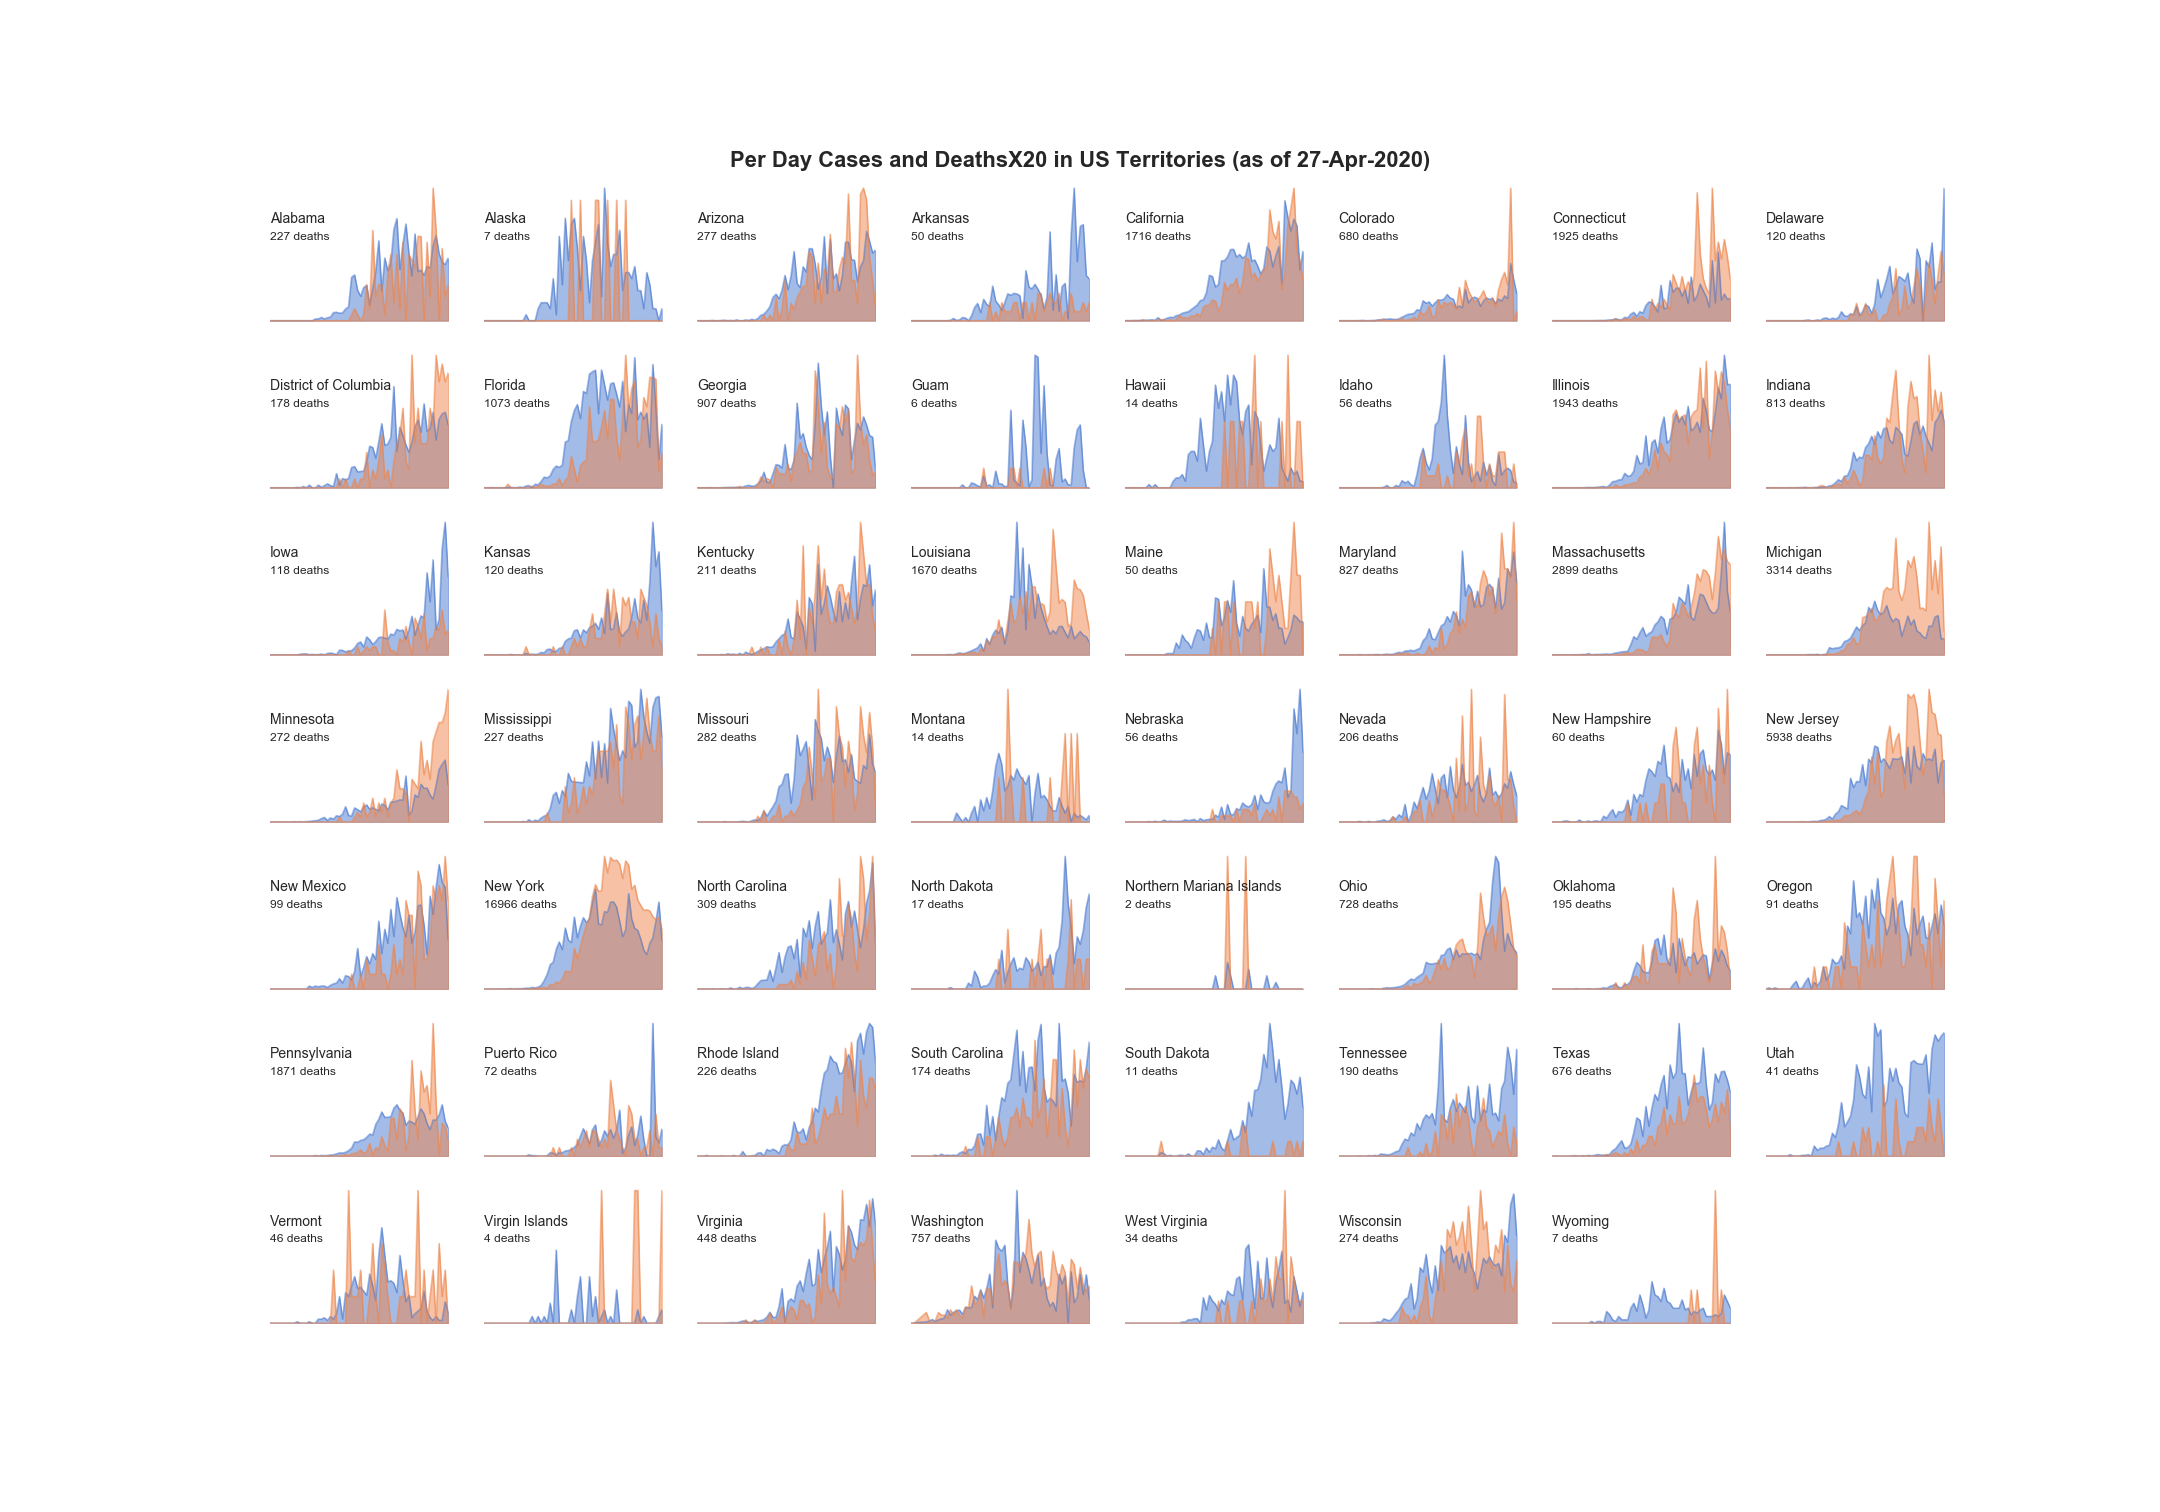 Per Day Cases and DeathsX20 in US Territories (as of 27-Apr-2020)
Alabama
227 deaths
Alaska
7 deaths
Arizona
277 deaths
Arkansas
50 deaths
California
1716 deaths
Colorado
680 deaths
Connecticut
1925 deaths
Delaware
120 deaths
District of Columbia
178 deaths
Florida
1073 deaths
Georgia
907 deaths
Guam
6 deaths
Hawaii
14 deaths
Idaho
56 deaths
Illinois
1943 deaths
Indiana
813 deaths
Iowa
118 deaths
Kansas
120 deaths
Kentucky
211 deaths
Louisiana
1670 deaths
Maine
50 deaths
Maryland
827 deaths
Massachusetts
2899 deaths
Michigan
3314 deaths
Minnesota
272 deaths
Mississippi
227 deaths
Missouri
282 deaths
Montana
14 deaths
Nebraska
56 deaths
Nevada
206 deaths
New Hampshire
60 deaths
New Jersey
5938 deaths
New Mexico
99 deaths
New York
16966 deaths
North Carolina
309 deaths
North Dakota
17 deaths
Northern Mariana Islands
2 deaths
Ohio
728 deaths
Oklahoma
195 deaths
Oregon
91 deaths
Pennsylvania
1871 deaths
Puerto Rico
72 deaths
Rhode Island
226 deaths
South Carolina
174 deaths
South Dakota
11 deaths
Tennessee
190 deaths
Texas
676 deaths
Utah
41 deaths
Vermont
46 deaths
Virgin Islands
4 deaths
Virginia
448 deaths
Washington
757 deaths
West Virginia
34 deaths
Wisconsin
274 deaths
Wyoming
7 deaths